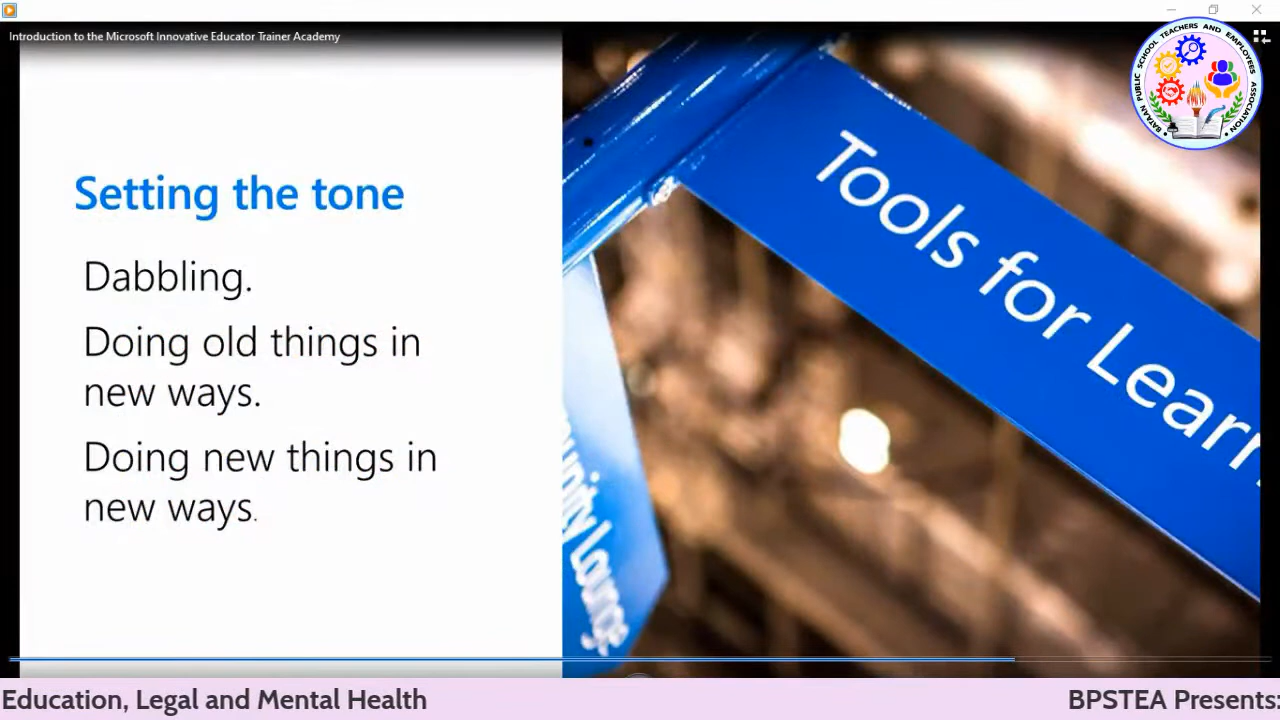 Introduction to the Microsoft Innovative Educator Trainer Academy
BATAAN PUBLIC SCHOOL TEACHERS AND EMPLOYEES ASSOCIATION
Setting the tone
Dabbling.
Doing old things in
new ways.
Doing new things in
new ways.
Tools for Learn
unity Lounge
Education, Legal and Mental Health
BPSTEA Presents: